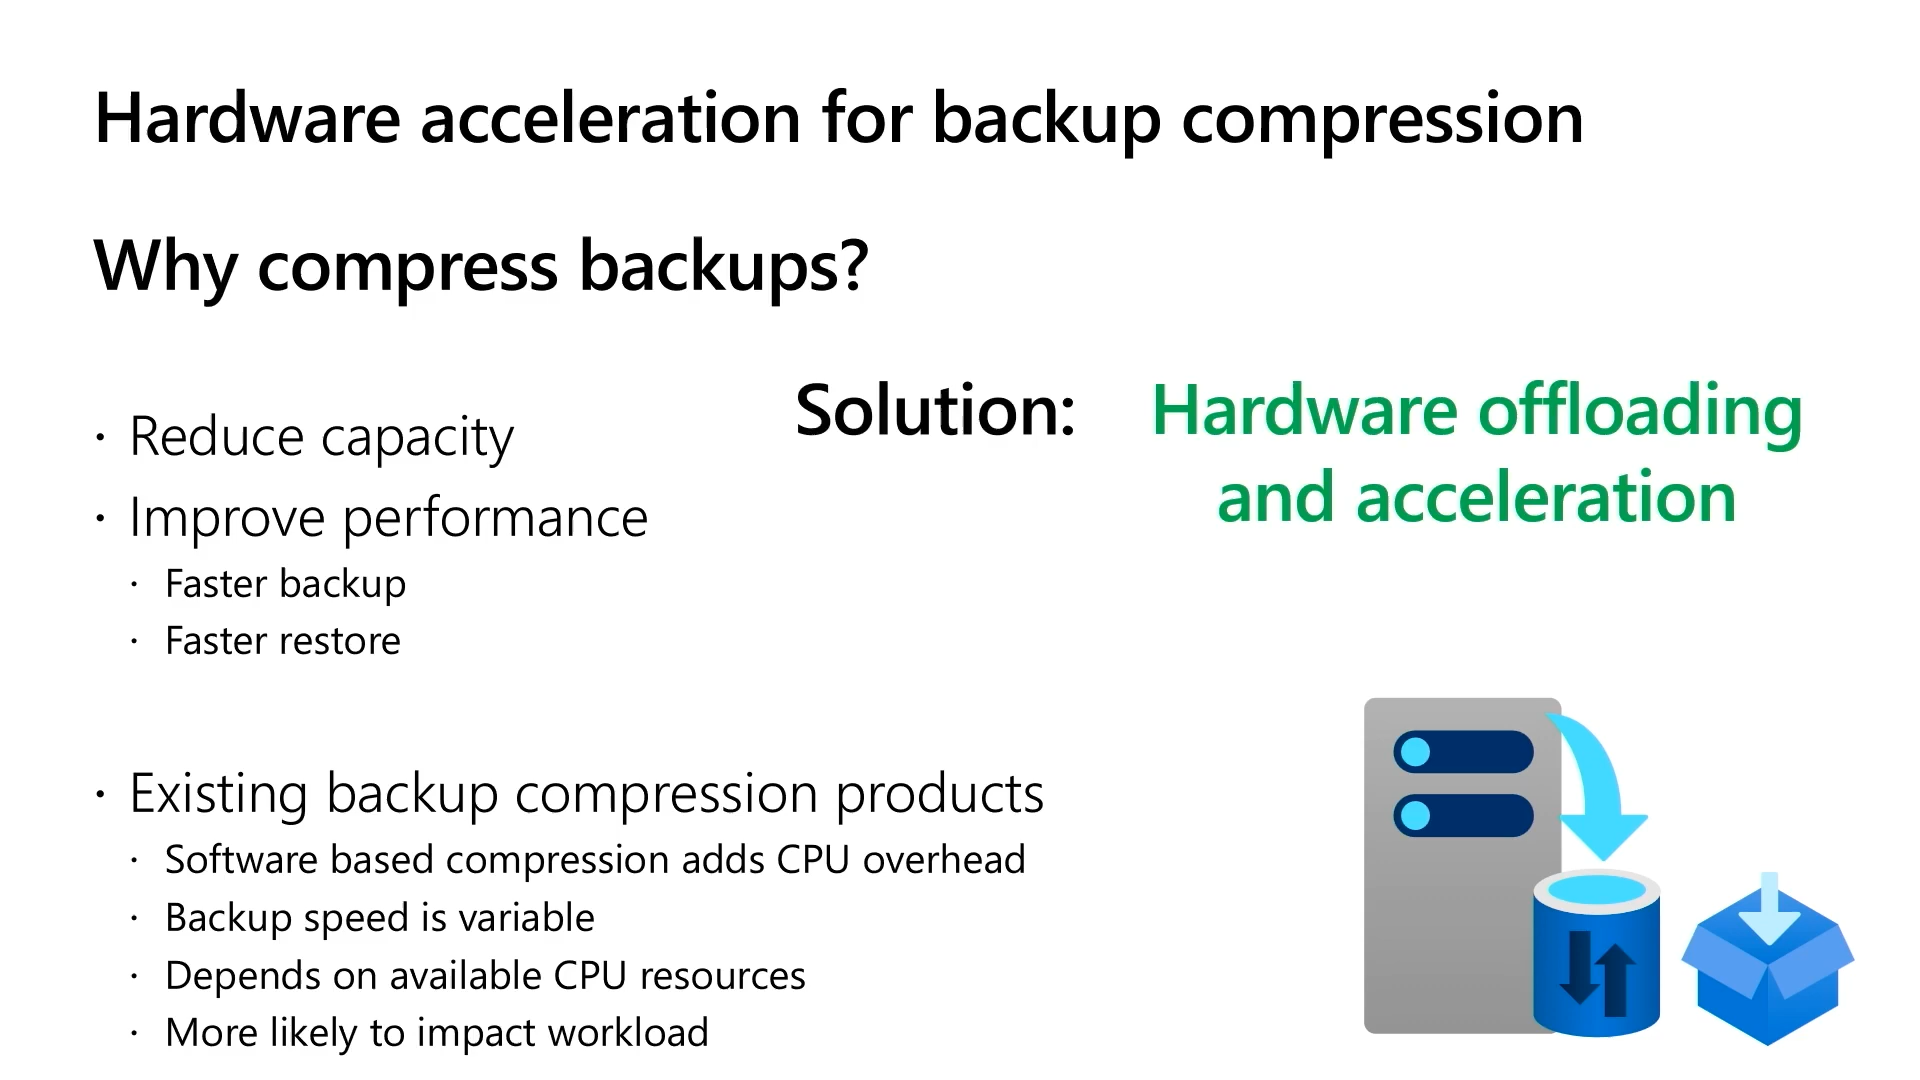 Hardware acceleration for backup compression
Why compress backups?
· Reduce capacity
· Improve performance
· Faster backup
· Faster restore
· Existing backup compression products
· Software based compression adds CPU overhead
· Backup speed is variable
· Depends on available CPU resources
· More likely to impact workload
Solution: Hardware offloading
and acceleration